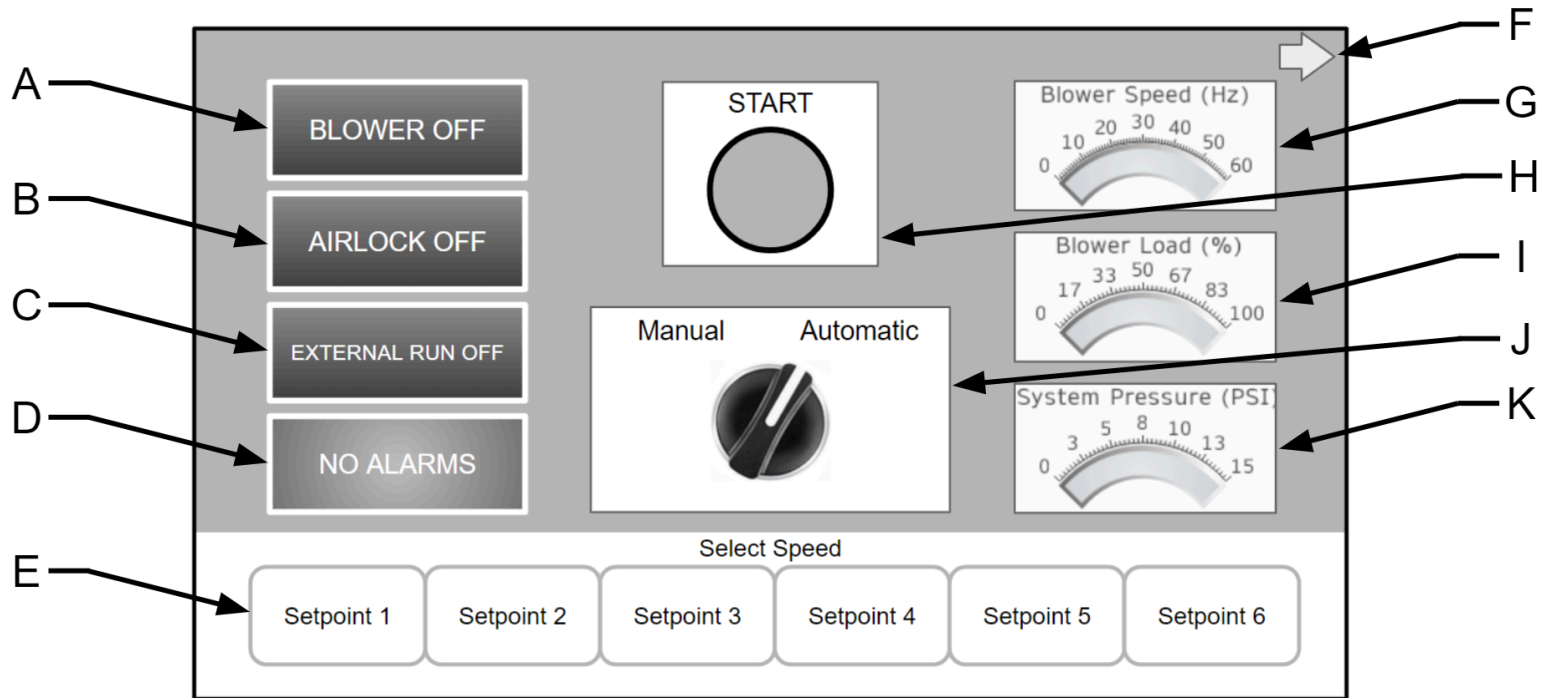 A
B
C
D
E
BLOWER OFF
AIRLOCK OFF
EXTERNAL RUN OFF
NO ALARMS
START
Manual Automatic
Blower Speed (Hz)
0 10 20 30 40 50 60
Blower Load (%)
0 17 33 50 67 83 100
System Pressure (PSI)
0 3 5 8 10 13 15
F
G
H
I
J
K
Select Speed
Setpoint 1 Setpoint 2 Setpoint 3 Setpoint 4 Setpoint 5 Setpoint 6